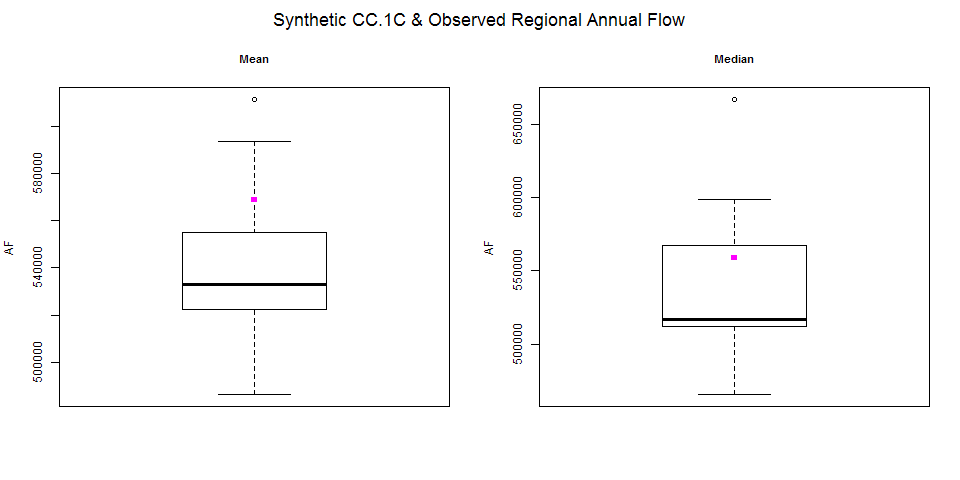 Synthetic CC.1C & Observed Regional Annual Flow
Mean
Median
AF
500000
540000
580000
AF
500000
550000
600000
650000